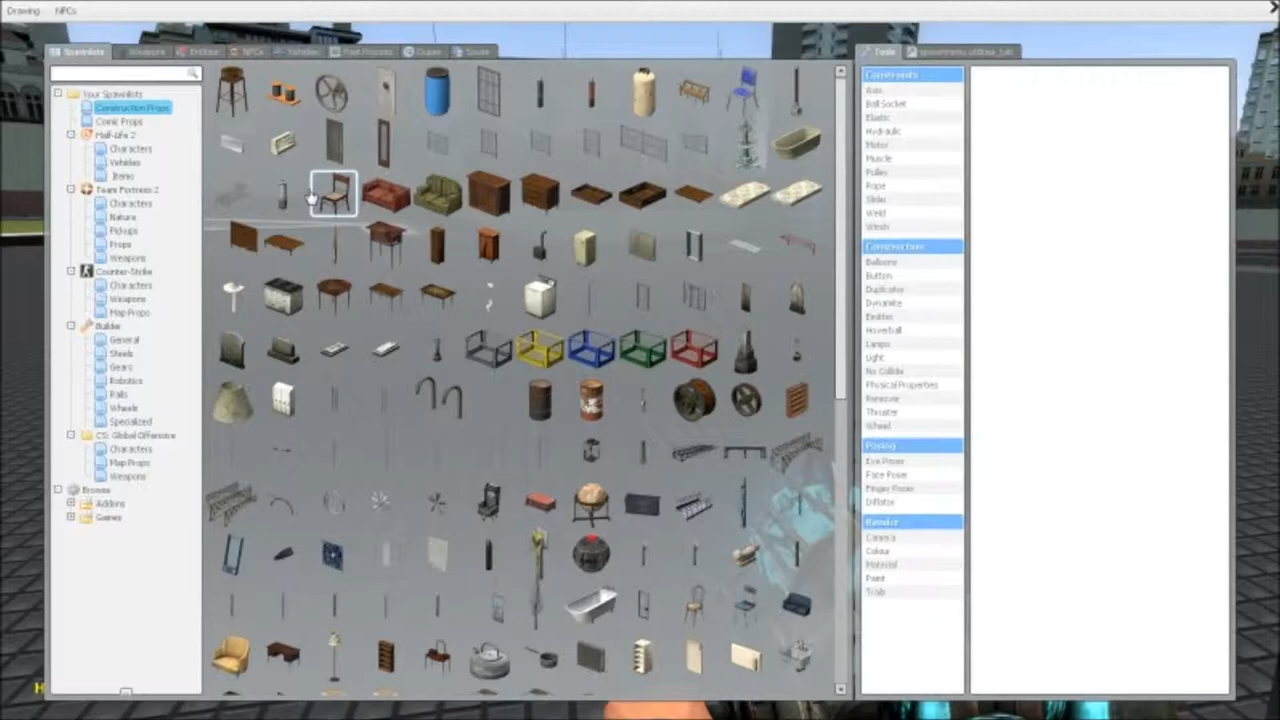 Drawing NPCs
Spawnlists Weapons Entities NPCs Vehicles Post Process Dupes Saves
Tools spawnmenu.utilities_tab
Your Spawnlists
Construction Props
Comic Props
Half-Life 2
Characters
Vehicles
Items
Team Fortress 2
Characters
Nature
Pickups
Props
Weapons
Counter-Strike
Characters
Weapons
Map Props
Builder
General
Steels
Gears
Robotics
Rails
Wheels
Specialized
CS: Global Offensive
Characters
Map Props
Weapons
Browse
Addons
Games
Constraints
Axis
Ball Socket
Elastic
Hydraulic
Motor
Muscle
Pulley
Rope
Slider
Weld
Winch
Construction
Balloons
Button
Duplicator
Dynamite
Emitter
Hoverball
Lamps
Light
No Collide
Physical Properties
Remover
Thruster
Wheel
Posing
Eye Poser
Face Poser
Finger Poser
Inflator
Render
Camera
Colour
Material
Paint
Trails
H